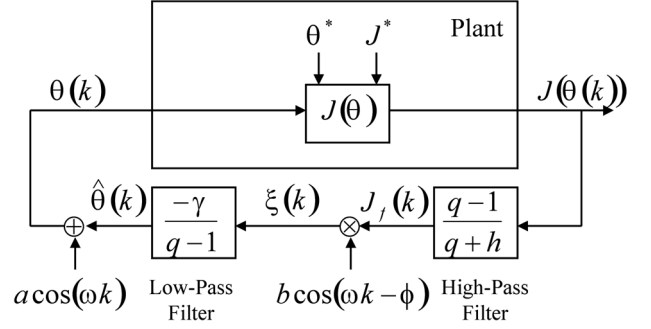 θ* J* Plant
θ(k) J(θ) J(θ(k))
θ̂(k) −γ ξ(k) J_f(k) q−1
q−1 q+h
a cos(ωk) Low-Pass b cos(ωk−ϕ) High-Pass
Filter Filter